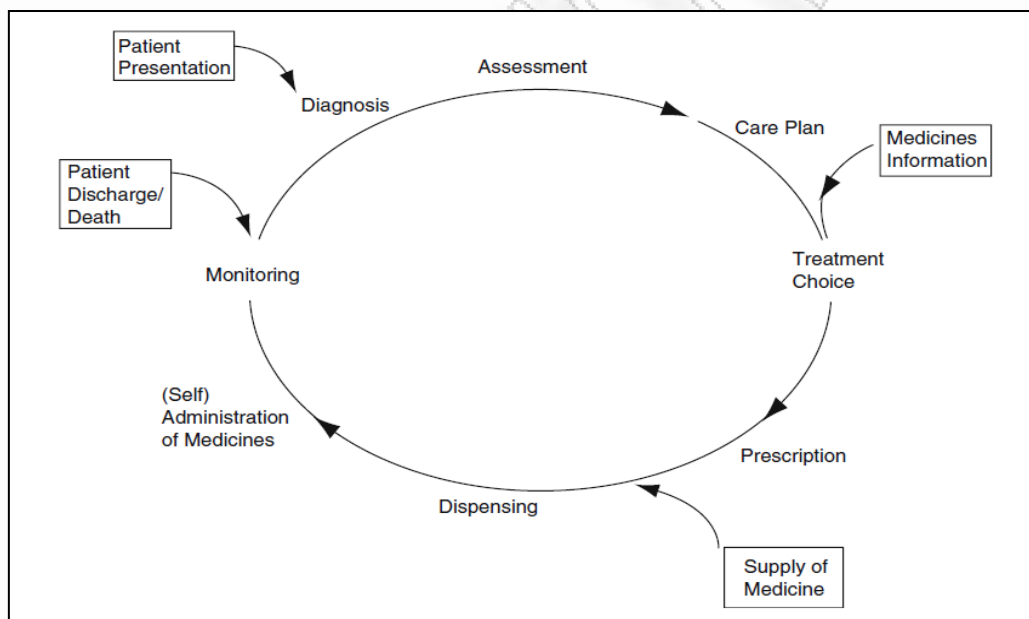 Patient
Presentation
Assessment
Diagnosis
Care Plan
Medicines
Information
Patient
Discharge/
Death
Treatment
Choice
Monitoring
(Self)
Administration
of Medicines
Prescription
Dispensing
Supply of
Medicine